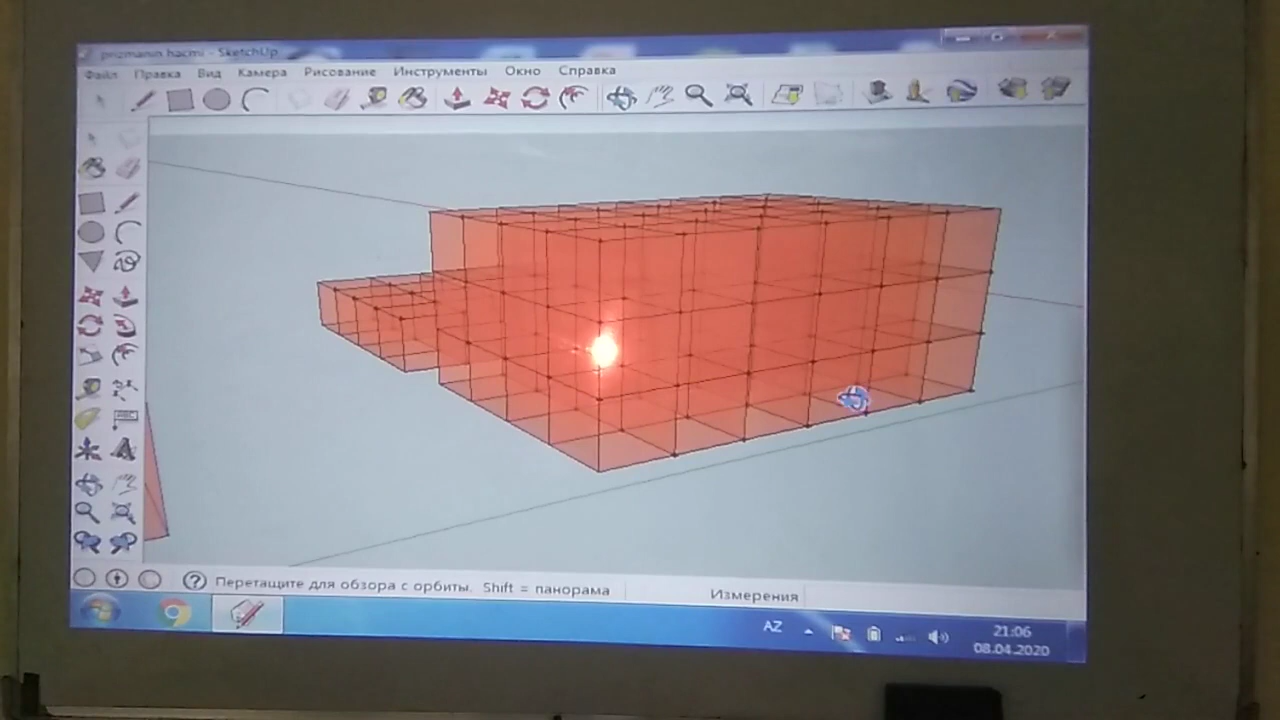 prizmanın hacmi - SketchUp
Файл Правка Вид Камера Рисование Инструменты Окно Справка
Перетащите для обзора с орбиты. Shift = панорама Измерения
AZ
21:06
08.04.2020